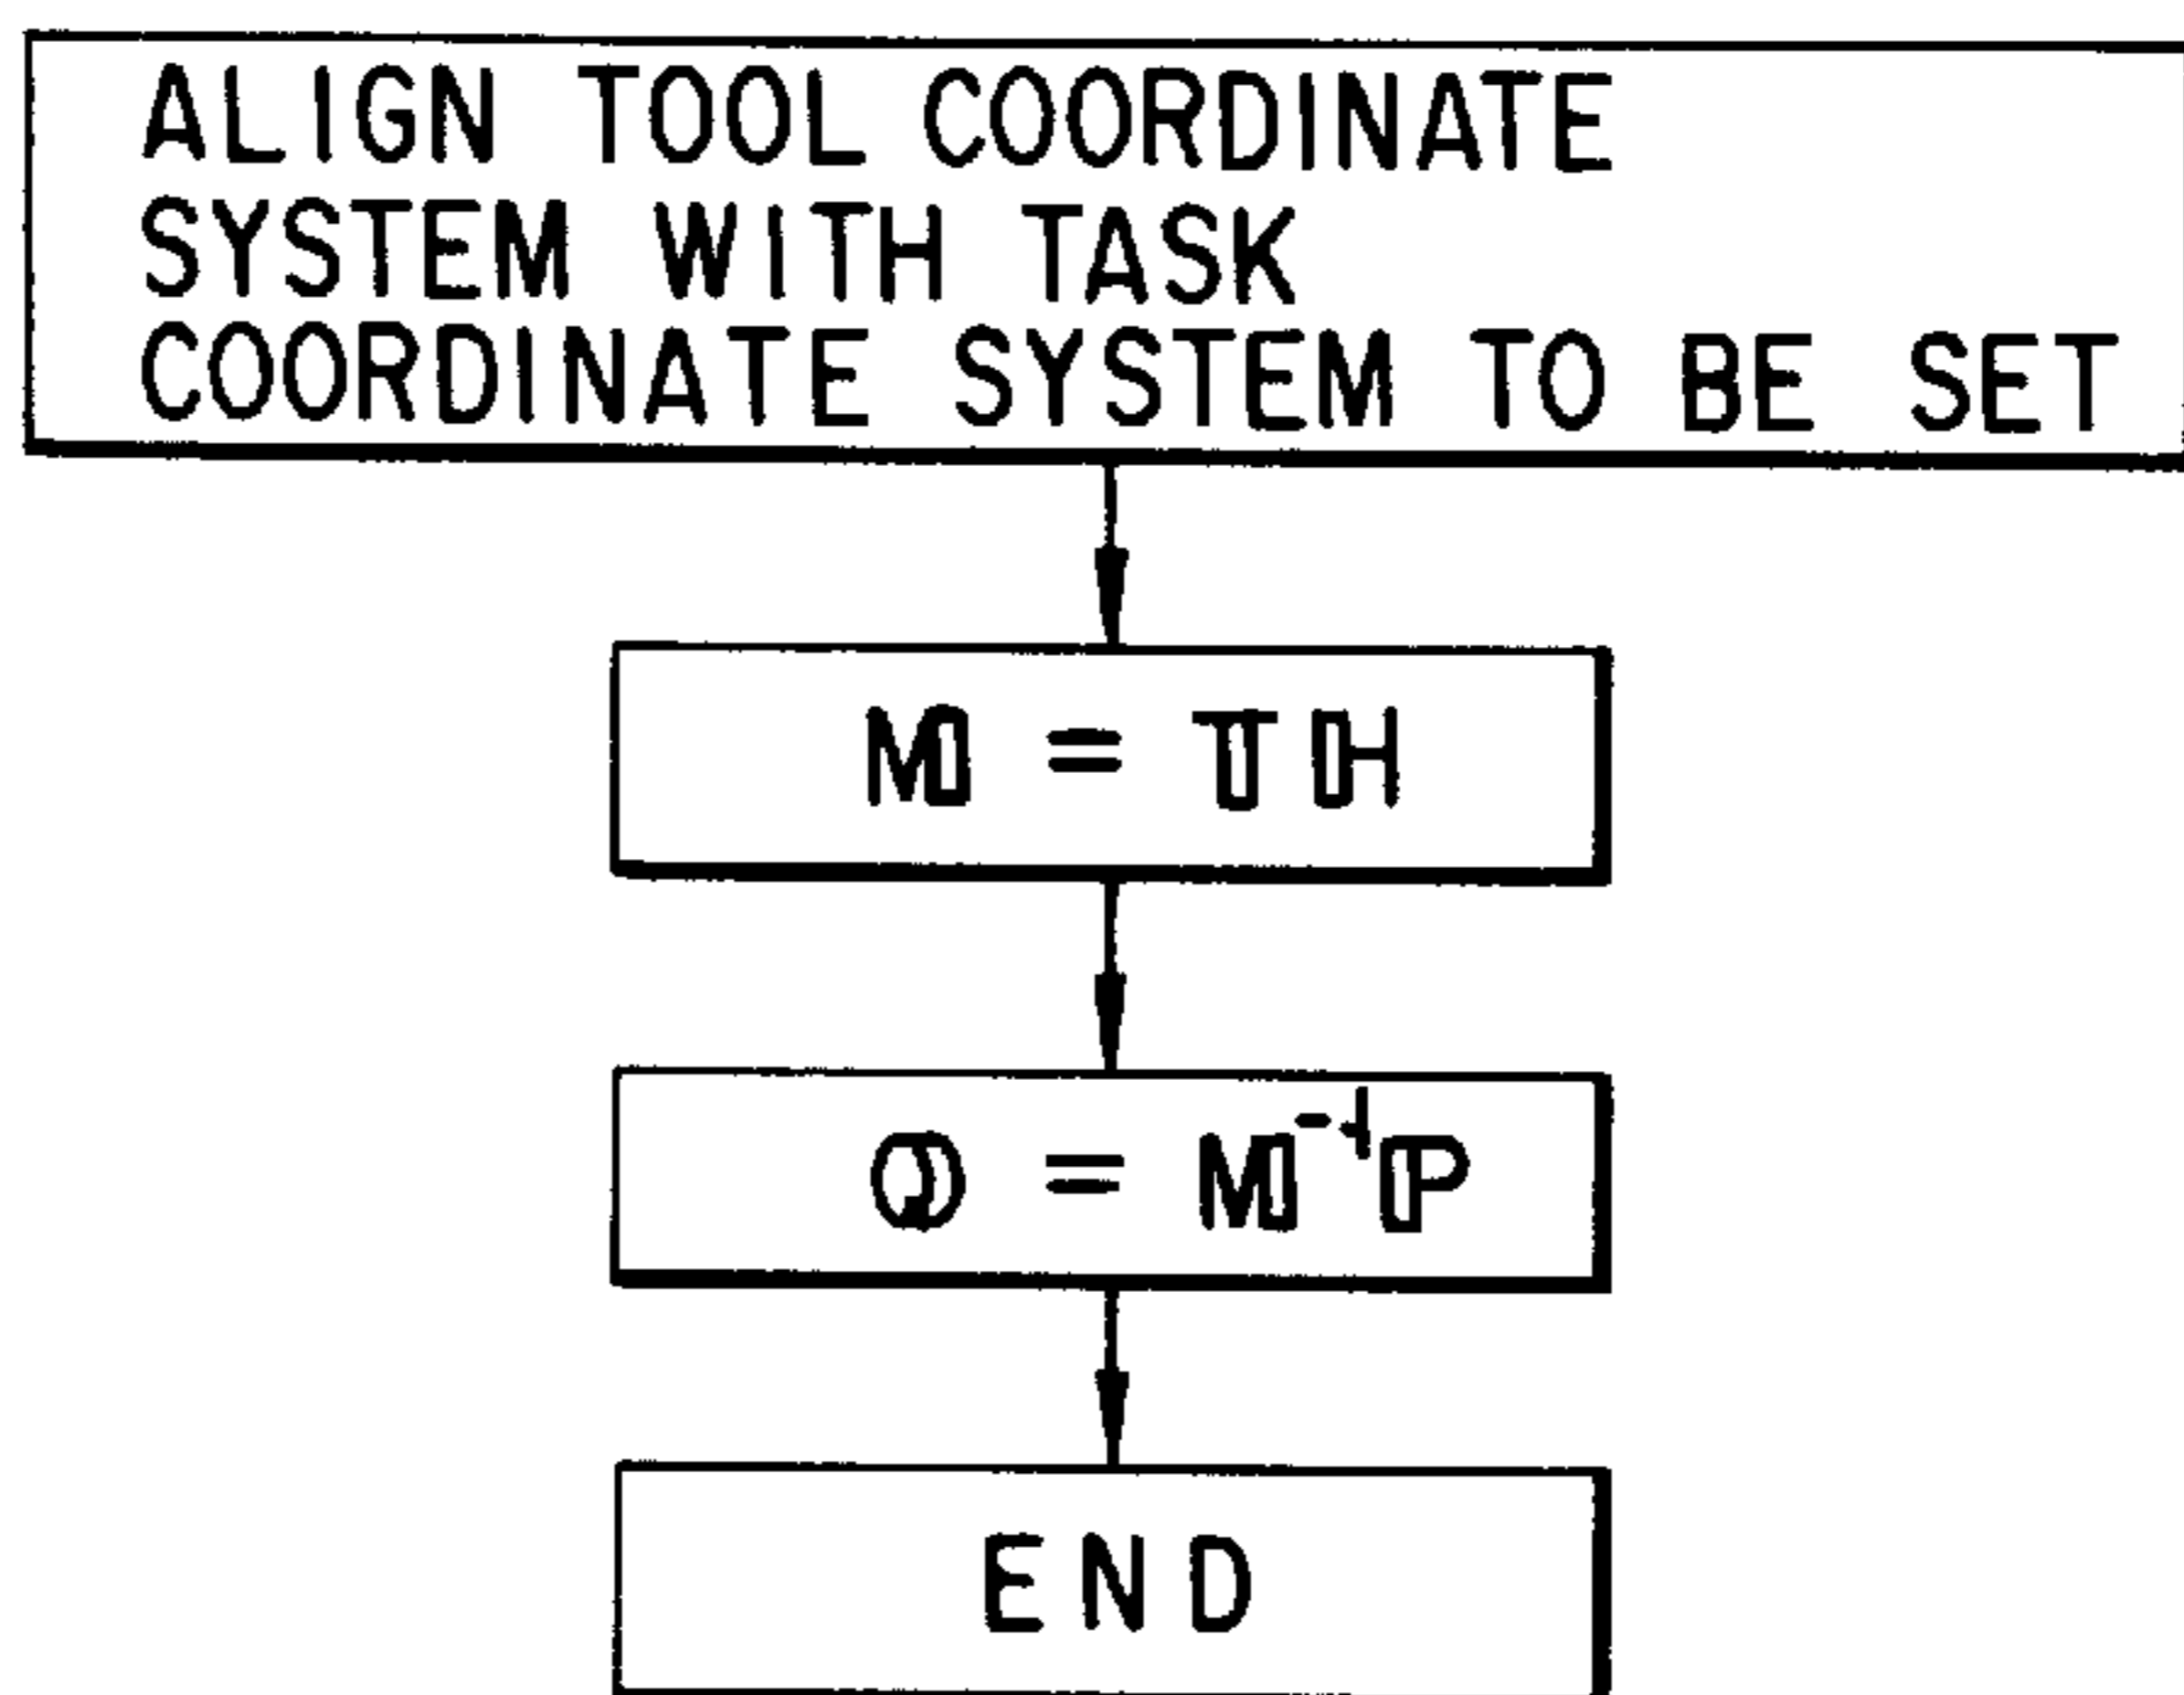 ALIGN TOOL COORDINATE
SYSTEM WITH TASK
COORDINATE SYSTEM TO BE SET
𝕄 = 𝕋ℍ
ℚ = 𝕄⁻¹ℙ
END